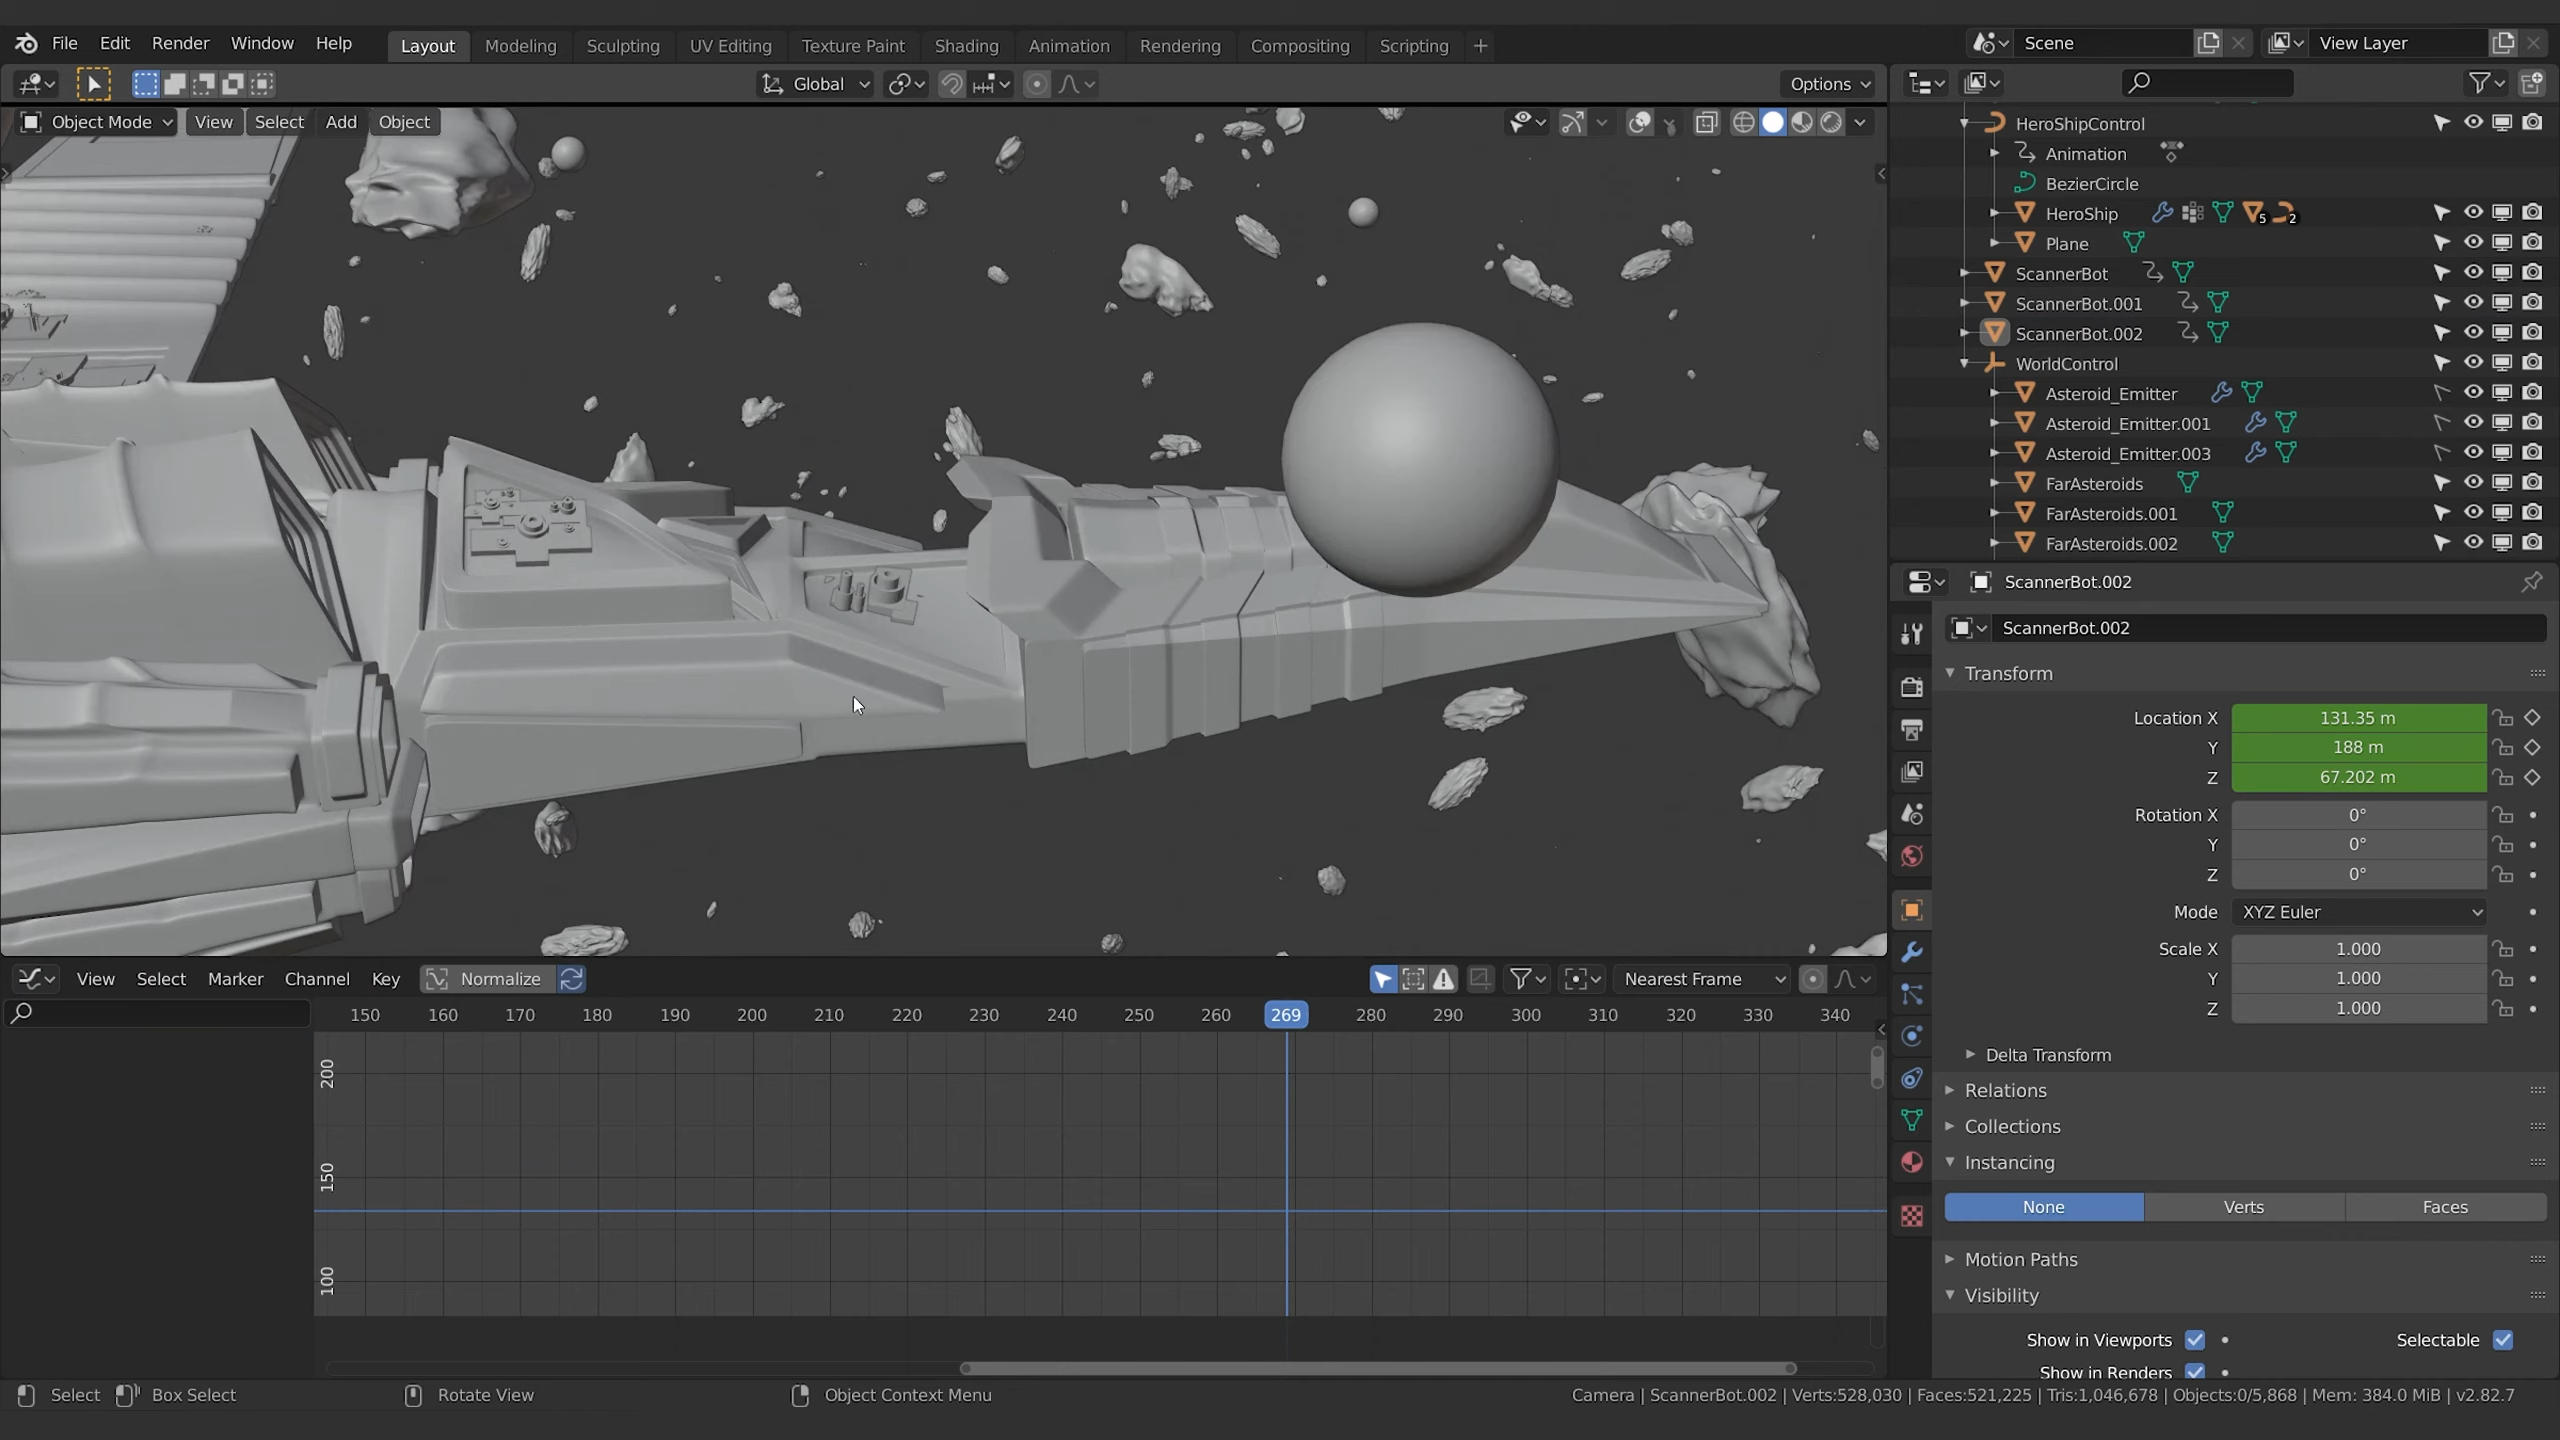 File Edit Render Window Help Layout Modeling Sculpting UV Editing Texture Paint Shading Animation Rendering Compositing Scripting + Scene View Layer
Global Options
Object Mode View Select Add Object
HeroShipControl
Animation
BezierCircle
HeroShip 5 2
Plane
ScannerBot
ScannerBot.001
ScannerBot.002
WorldControl
Asteroid_Emitter
Asteroid_Emitter.001
Asteroid_Emitter.003
FarAsteroids
FarAsteroids.001
FarAsteroids.002
ScannerBot.002
ScannerBot.002
Transform
Location X 131.35 m
Y 188 m
Z 67.202 m
Rotation X 0°
Y 0°
Z 0°
Mode XYZ Euler
Scale X 1.000
Y 1.000
Z 1.000
Delta Transform
Relations
Collections
Instancing
None Verts Faces
Motion Paths
Visibility
Show in Viewports Selectable
Show in Renders
View Select Marker Channel Key Normalize Nearest Frame
150 160 170 180 190 200 210 220 230 240 250 260 269 280 290 300 310 320 330 340
200
150
100
Select Box Select Rotate View Object Context Menu Camera | ScannerBot.002 | Verts:528,030 | Faces:521,225 | Tris:1,046,678 | Objects:0/5,868 | Mem: 384.0 MiB | v2.82.7